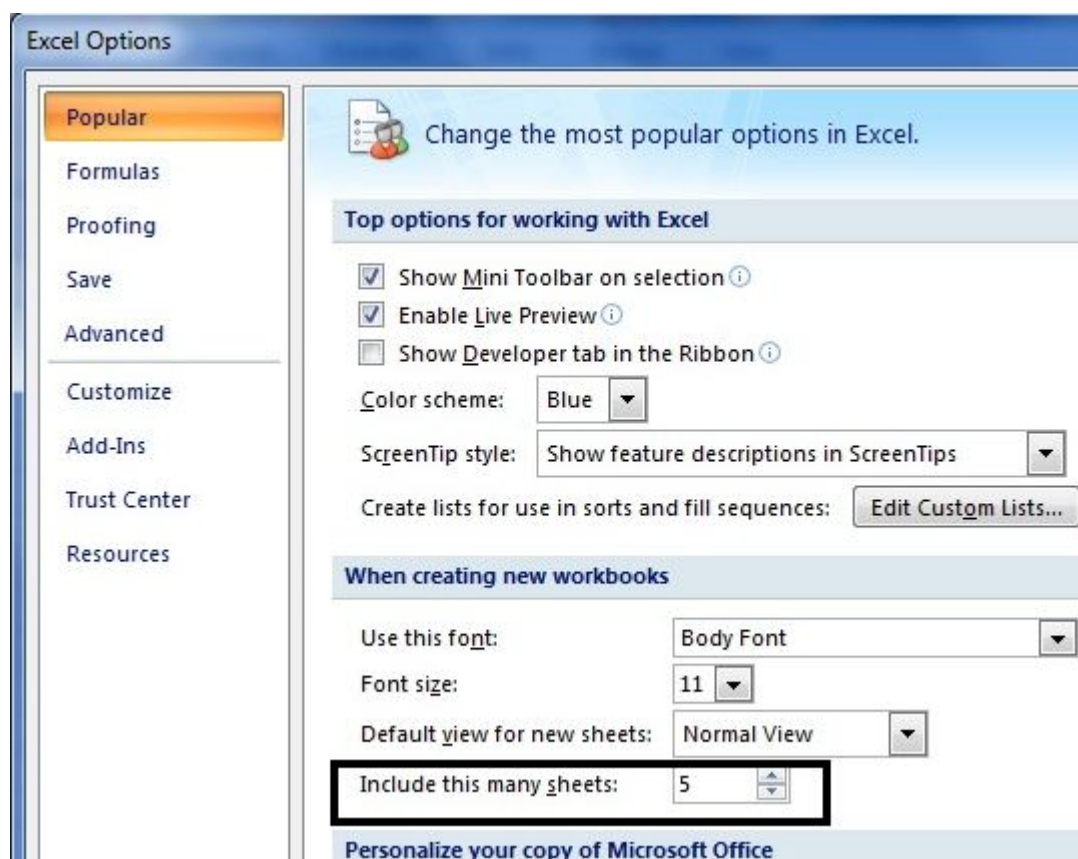 Excel Options
Popular
Formulas
Proofing
Save
Advanced
Customize
Add-Ins
Trust Center
Resources
Change the most popular options in Excel.
Top options for working with Excel
Show Mini Toolbar on selection
Enable Live Preview
Show Developer tab in the Ribbon
Color scheme: Blue
ScreenTip style: Show feature descriptions in ScreenTips
Create lists for use in sorts and fill sequences: Edit Custom Lists...
When creating new workbooks
Use this font: Body Font
Font size: 11
Default view for new sheets: Normal View
Include this many sheets: 5
Personalize your copy of Microsoft Office